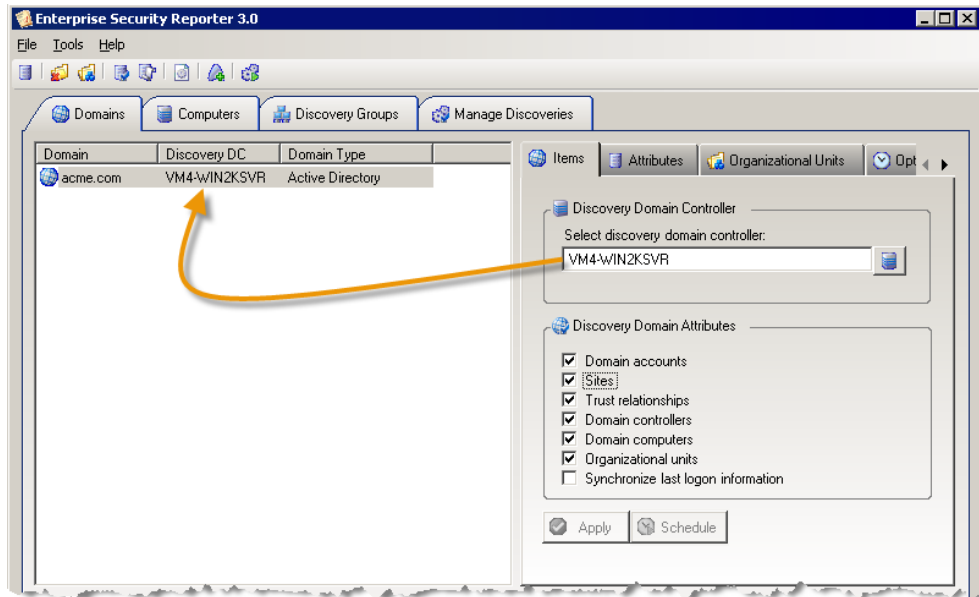 Enterprise Security Reporter 3.0
File Tools Help
Domains Computers Discovery Groups Manage Discoveries
Domain Discovery DC Domain Type
acme.com VM4-WIN2KSVR Active Directory
Items Attributes Organizational Units Opt
Discovery Domain Controller
Select discovery domain controller:
VM4-WIN2KSVR
Discovery Domain Attributes
Domain accounts
Sites
Trust relationships
Domain controllers
Domain computers
Organizational units
Synchronize last logon information
Apply Schedule